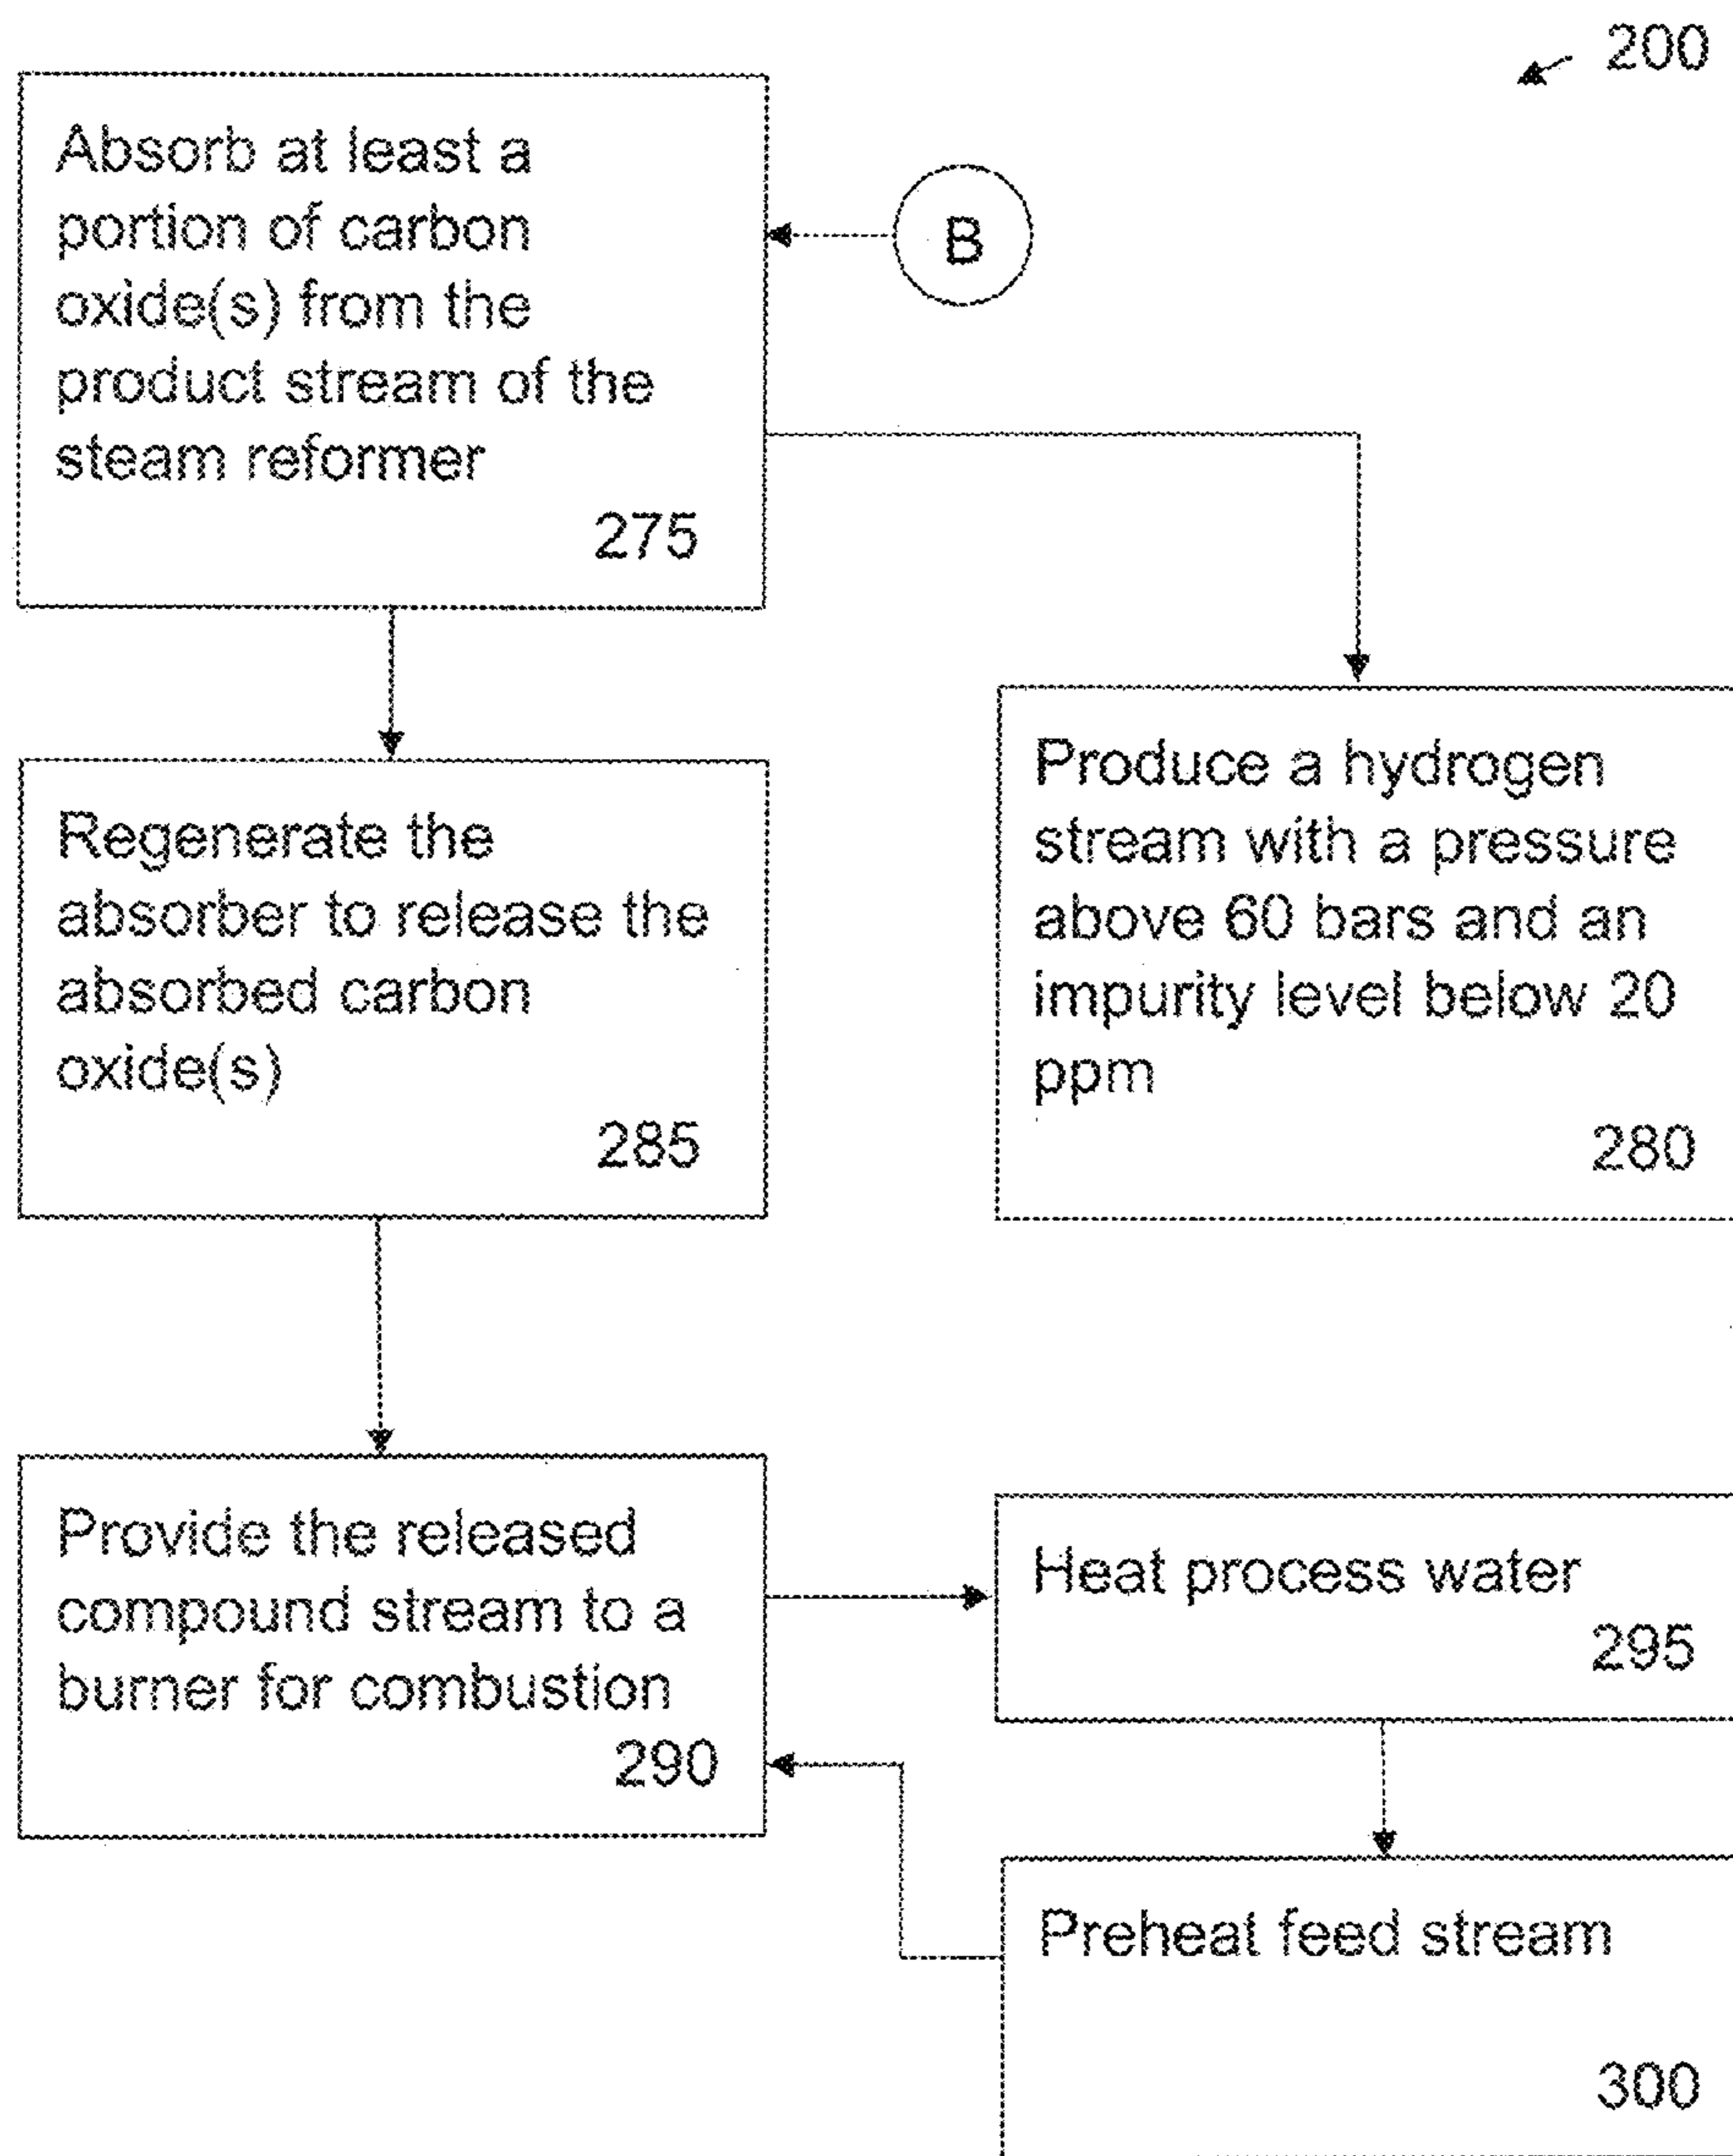 200
Absorb at least a
portion of carbon
oxide(s) from the
product stream of the
steam reformer
275
B
Regenerate the
absorber to release the
absorbed carbon
oxide(s)
285
Produce a hydrogen
stream with a pressure
above 60 bars and an
impurity level below 20
ppm
280
Provide the released
compound stream to a
burner for combustion
290
Heat process water
295
Preheat feed stream
300